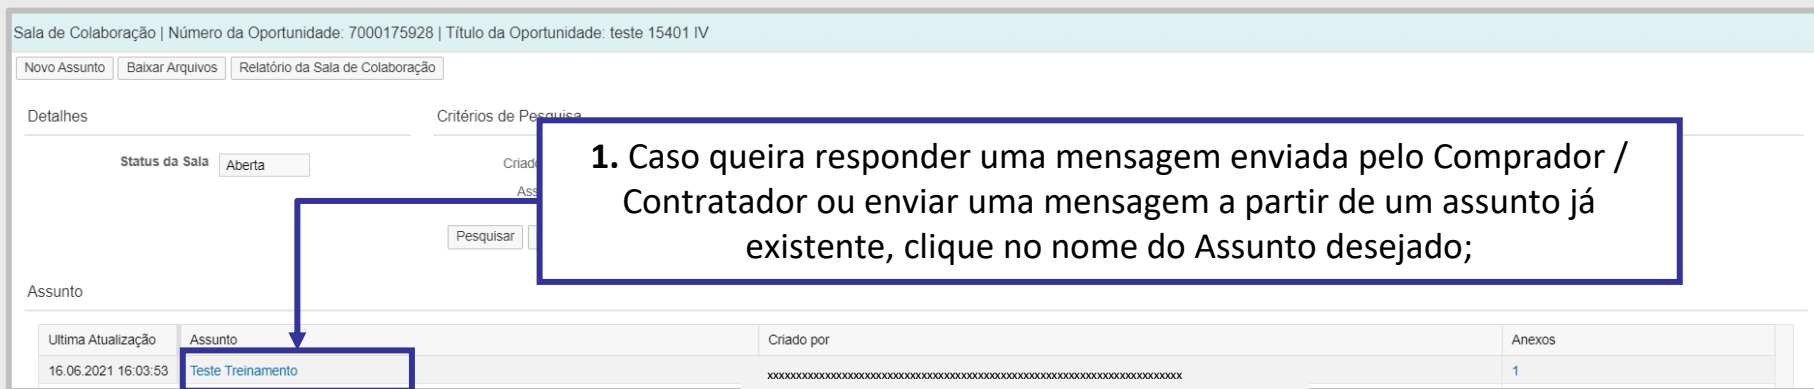 Sala de Colaboração | Número da Oportunidade: 7000175928 | Título da Oportunidade: teste 15401 IV
Novo Assunto Baixar Arquivos Relatório da Sala de Colaboração
Detalhes
Critérios de Pesquisa
Status da Sala Aberta
1. Caso queira responder uma mensagem enviada pelo Comprador /
Contratador ou enviar uma mensagem a partir de um assunto já
existente, clique no nome do Assunto desejado;
Pesquisar
Assunto
Ultima Atualização Assunto Criado por Anexos
16.06.2021 16:03:53 Teste Treinamento 1